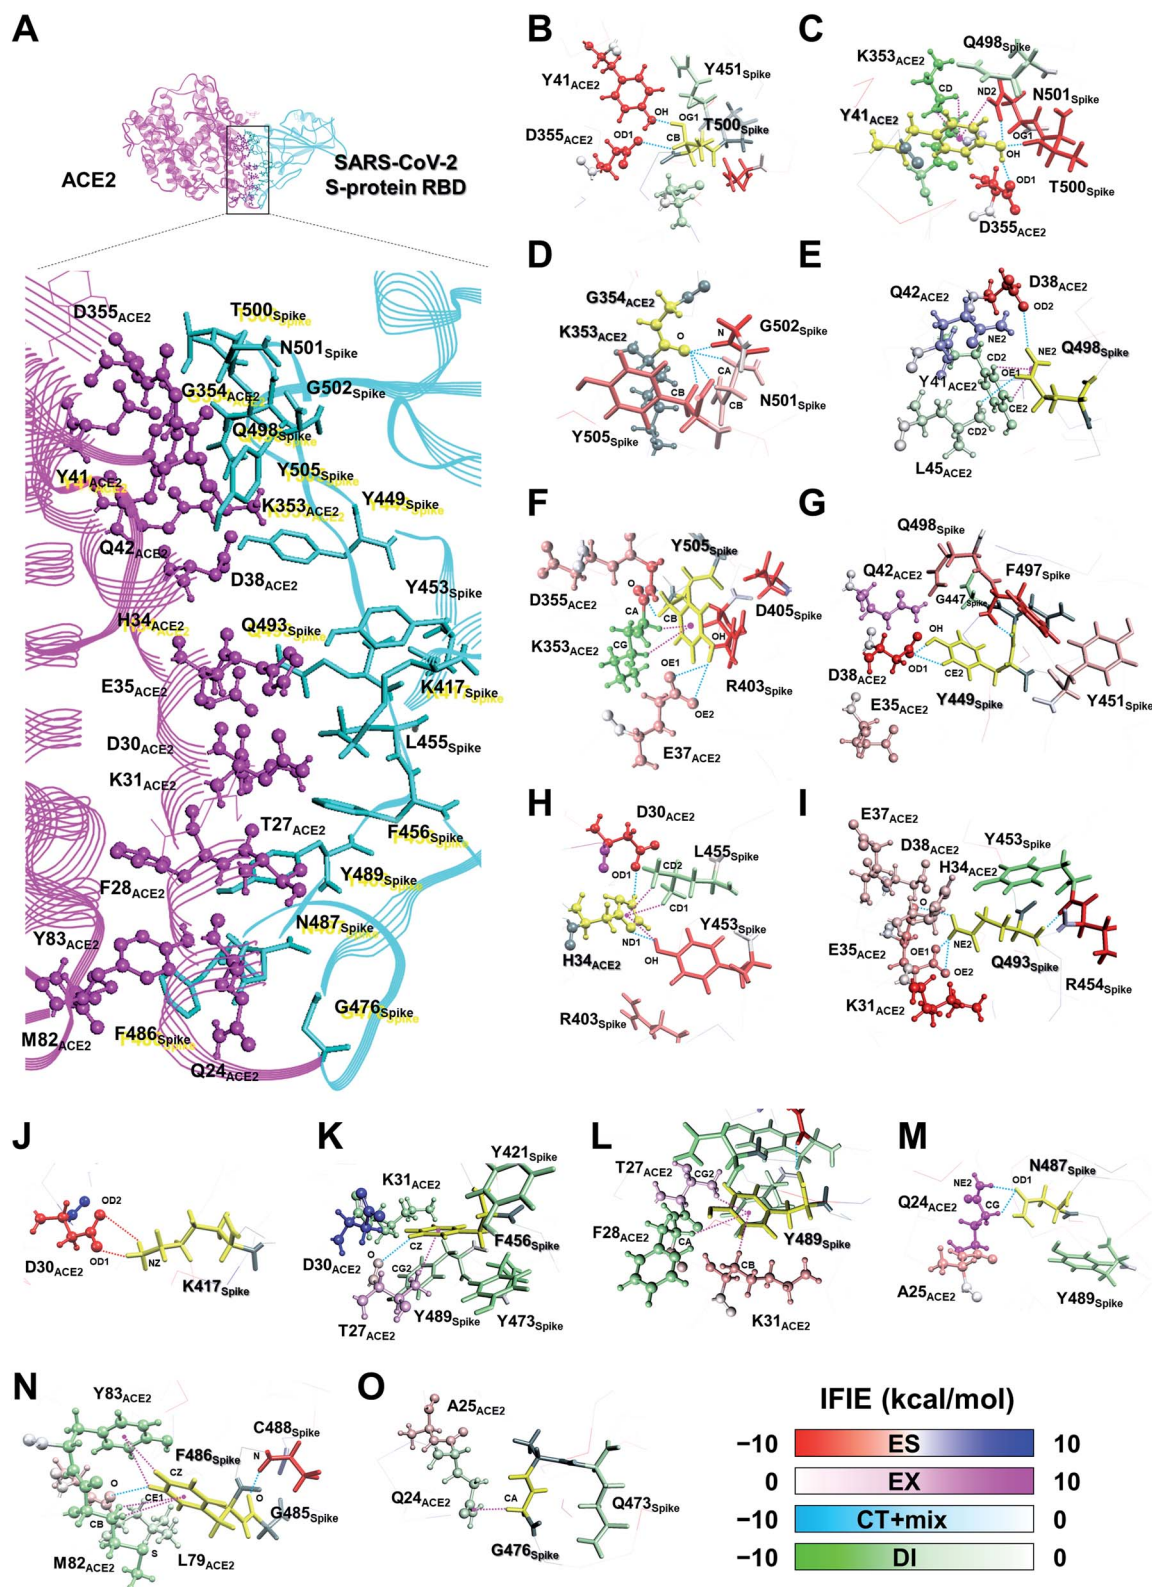 A
ACE2
SARS-CoV-2
S-protein RBD
D355ACE2
T500Spike
N501Spike
G354ACE2
G502Spike
Q498Spike
Y41ACE2
Y505Spike
K353ACE2
Y449Spike
Q42ACE2
D38ACE2
Y453Spike
H34ACE2
Q493Spike
E35ACE2
K417Spike
D30ACE2
L455Spike
K31ACE2
T27ACE2
F456Spike
F28ACE2
Y489Spike
Y83ACE2
N487Spike
G476Spike
M82ACE2
F486Spike
Q24ACE2
B
Y41ACE2
Y451Spike
OH
OG1
D355ACE2
OD1
T500Spike
CB
C
Q498Spike
K353ACE2
CD
ND2
N501Spike
Y41ACE2
OG1
OH
OD1
T500Spike
D355ACE2
D
G354ACE2
K353ACE2
O
N
G502Spike
CA
CB
CB
N501Spike
Y505Spike
E
Q42ACE2
D38ACE2
OD2
NE2
NE2
CD2
Q498Spike
OE1
Y41ACE2
CE2
CD2
L45ACE2
F
Y505Spike
O
D355ACE2
CA
CB
D405Spike
K353ACE2
CG
OH
OE1
R403Spike
OE2
E37ACE2
G
Q498Spike
Q42ACE2
F497Spike
G447Spike
OH
D38ACE2
OD1
CE2
E35ACE2
Y449Spike
Y451Spike
H
D30ACE2
L455Spike
CD2
OD1
CD1
Y453Spike
ND1
H34ACE2
OH
R403Spike
I
E37ACE2
D38ACE2
Y453Spike
H34ACE2
O
E35ACE2
OE1
NE2
OE2
Q493Spike
R454Spike
K31ACE2
J
OD2
D30ACE2
OD1
NZ
K417Spike
K
Y421Spike
K31ACE2
F456Spike
O
CZ
D30ACE2
CG2
Y489Spike
Y473Spike
T27ACE2
L
T27ACE2
CG2
F28ACE2
CA
Y489Spike
CB
K31ACE2
M
N487Spike
NE2
OD1
Q24ACE2
CG
A25ACE2
Y489Spike
N
Y83ACE2
C488Spike
F486Spike
N
CZ
O
CE1
O
CB
G485Spike
S
M82ACE2
L79ACE2
O
A25ACE2
Q24ACE2
CA
Q473Spike
G476Spike
IFIE (kcal/mol)
−10 ES 10
0 EX 10
−10 CT+mix 0
−10 DI 0